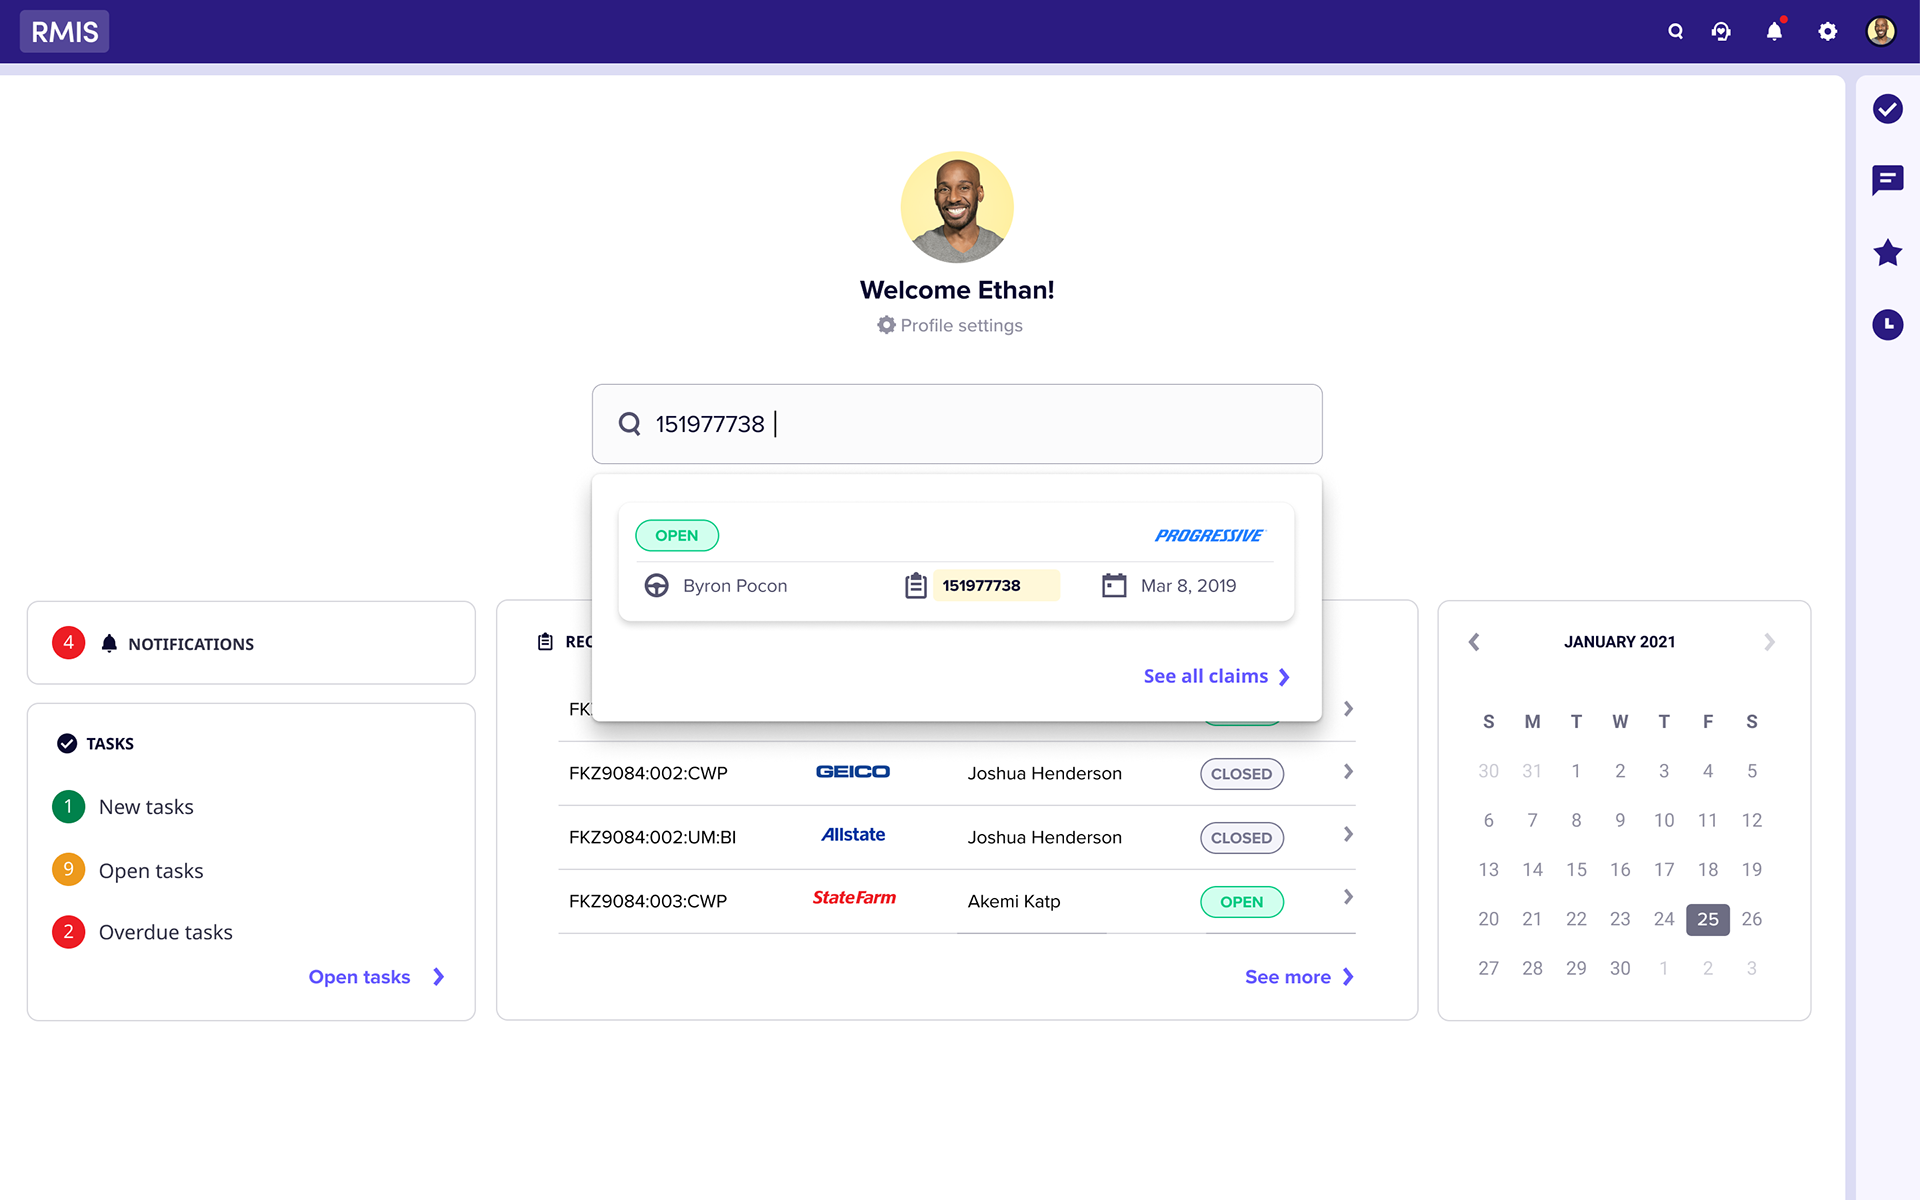 RMIS
Welcome Ethan!
Profile settings
151977738
OPEN
PROGRESSIVE
Byron Pocon
151977738
Mar 8, 2019
See all claims
4 NOTIFICATIONS
TASKS
1 New tasks
9 Open tasks
2 Overdue tasks
Open tasks
FKZ9084:002:CWP GEICO Joshua Henderson CLOSED
FKZ9084:002:UM:BI Allstate Joshua Henderson CLOSED
FKZ9084:003:CWP StateFarm Akemi Katp OPEN
See more
JANUARY 2021
S M T W T F S
30 31 1 2 3 4 5
6 7 8 9 10 11 12
13 14 15 16 17 18 19
20 21 22 23 24 25 26
27 28 29 30 1 2 3